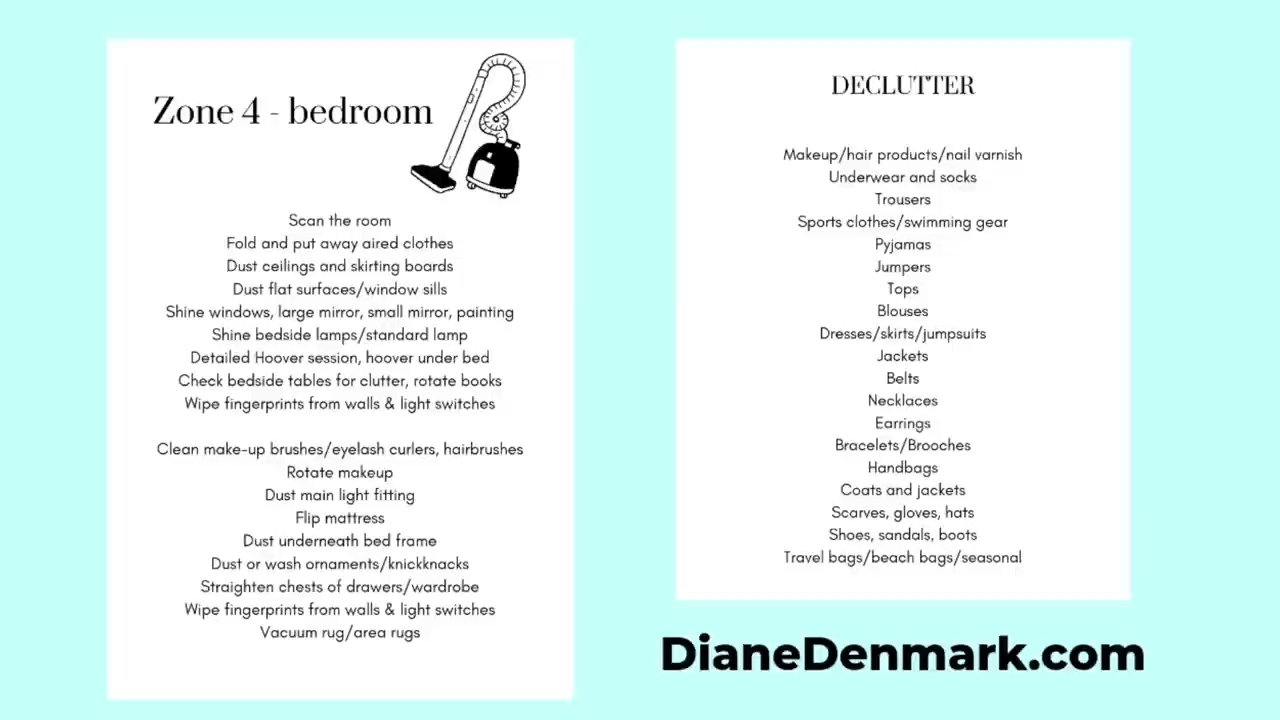 Zone 4 - bedroom
Scan the room
Fold and put away aired clothes
Dust ceilings and skirting boards
Dust flat surfaces/window sills
Shine windows, large mirror, small mirror, painting
Shine bedside lamps/standard lamp
Detailed Hoover session, hoover under bed
Check bedside tables for clutter, rotate books
Wipe fingerprints from walls & light switches
Clean make-up brushes/eyelash curlers, hairbrushes
Rotate makeup
Dust main light fitting
Flip mattress
Dust underneath bed frame
Dust or wash ornaments/knickknacks
Straighten chests of drawers/wardrobe
Wipe fingerprints from walls & light switches
Vacuum rug/area rugs
DECLUTTER
Makeup/hair products/nail varnish
Underwear and socks
Trousers
Sports clothes/swimming gear
Pyjamas
Jumpers
Tops
Blouses
Dresses/skirts/jumpsuits
Jackets
Belts
Necklaces
Earrings
Bracelets/Brooches
Handbags
Coats and jackets
Scarves, gloves, hats
Shoes, sandals, boots
Travel bags/beach bags/seasonal
DianeDenmark.com